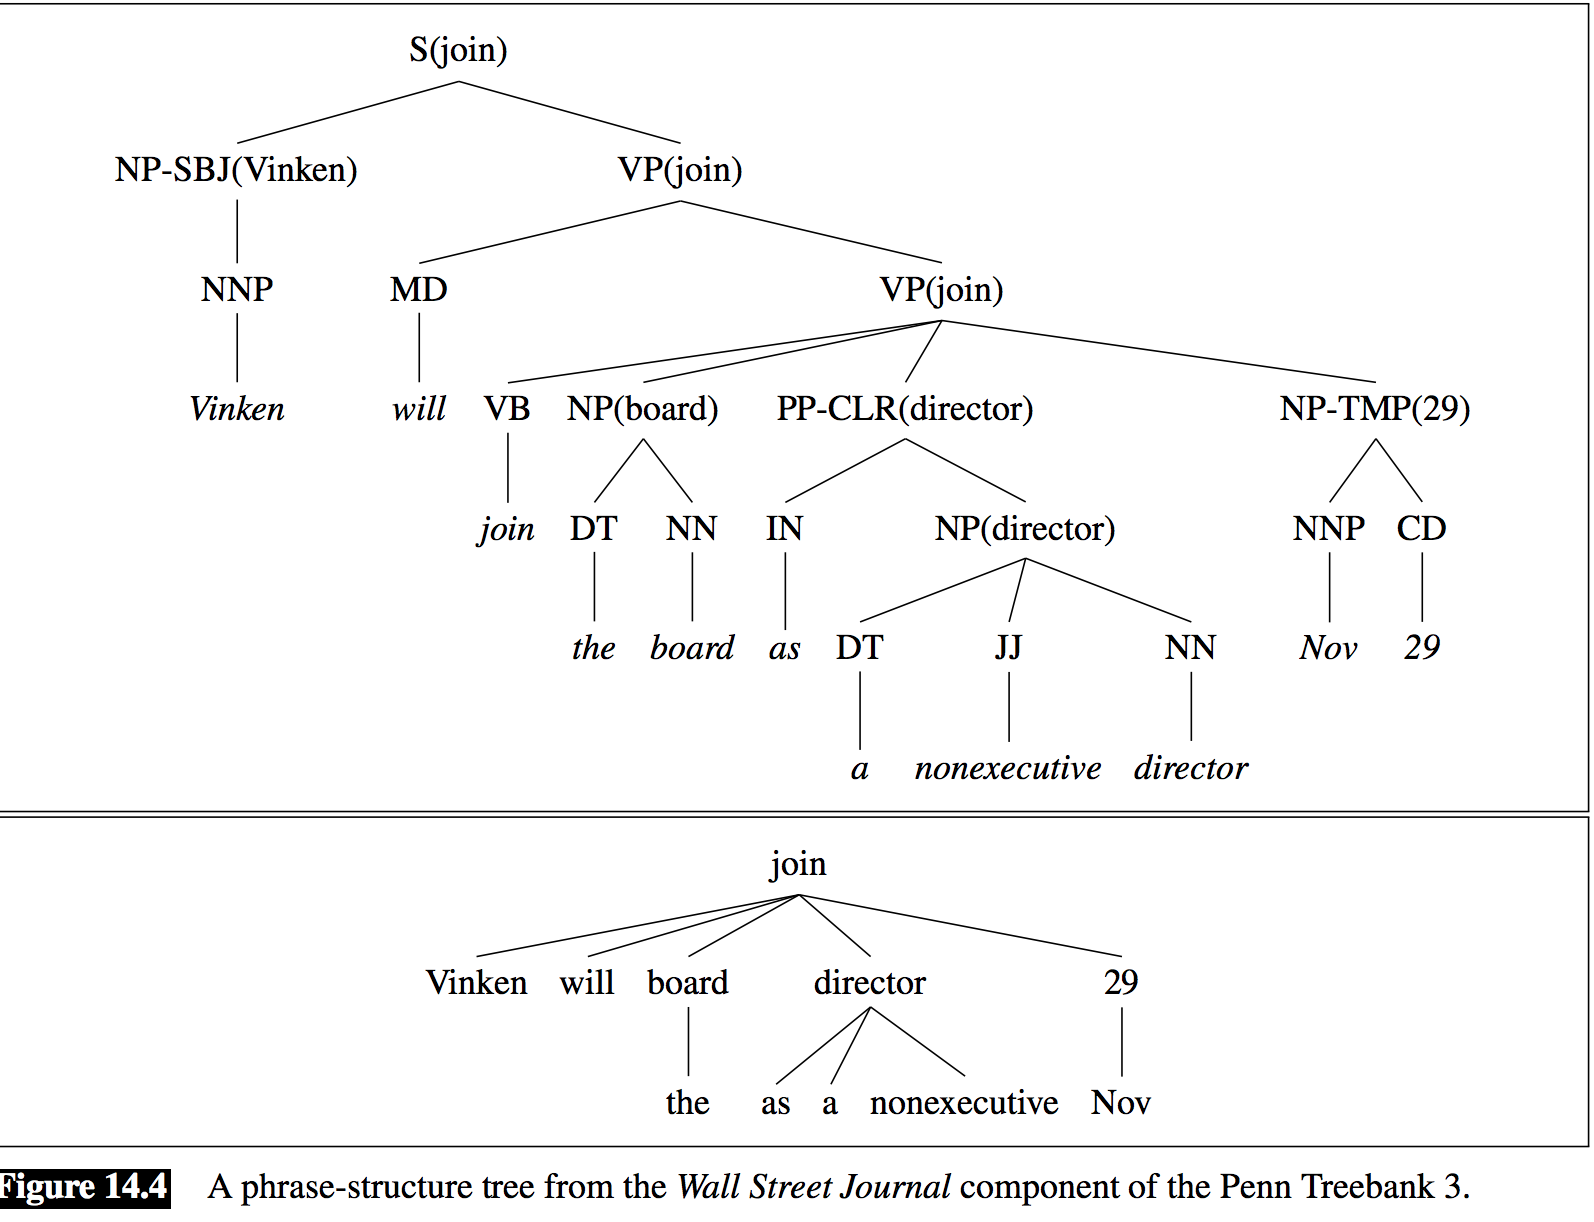 S(join)
NP-SBJ(Vinken) VP(join)
NNP MD VP(join)
Vinken will VB NP(board) PP-CLR(director) NP-TMP(29)
join DT NN IN NP(director) NNP CD
the board as DT JJ NN Nov 29
a nonexecutive director
join
Vinken will board director 29
the as a nonexecutive Nov
Figure 14.4 A phrase-structure tree from the Wall Street Journal component of the Penn Treebank 3.